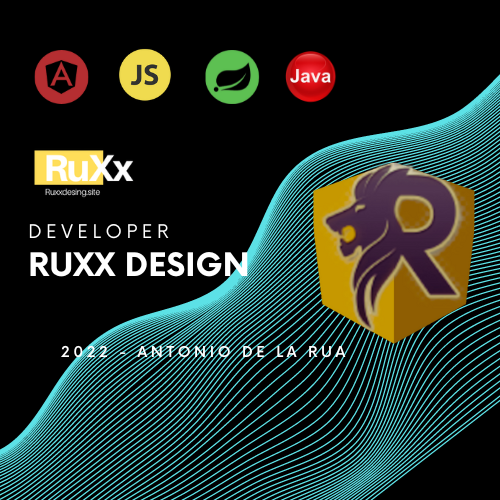 A JS Java
RuXx
Ruxxdesing.site
DEVELOPER
RUXX DESIGN
R
2022 - ANTONIO DE LA RUA